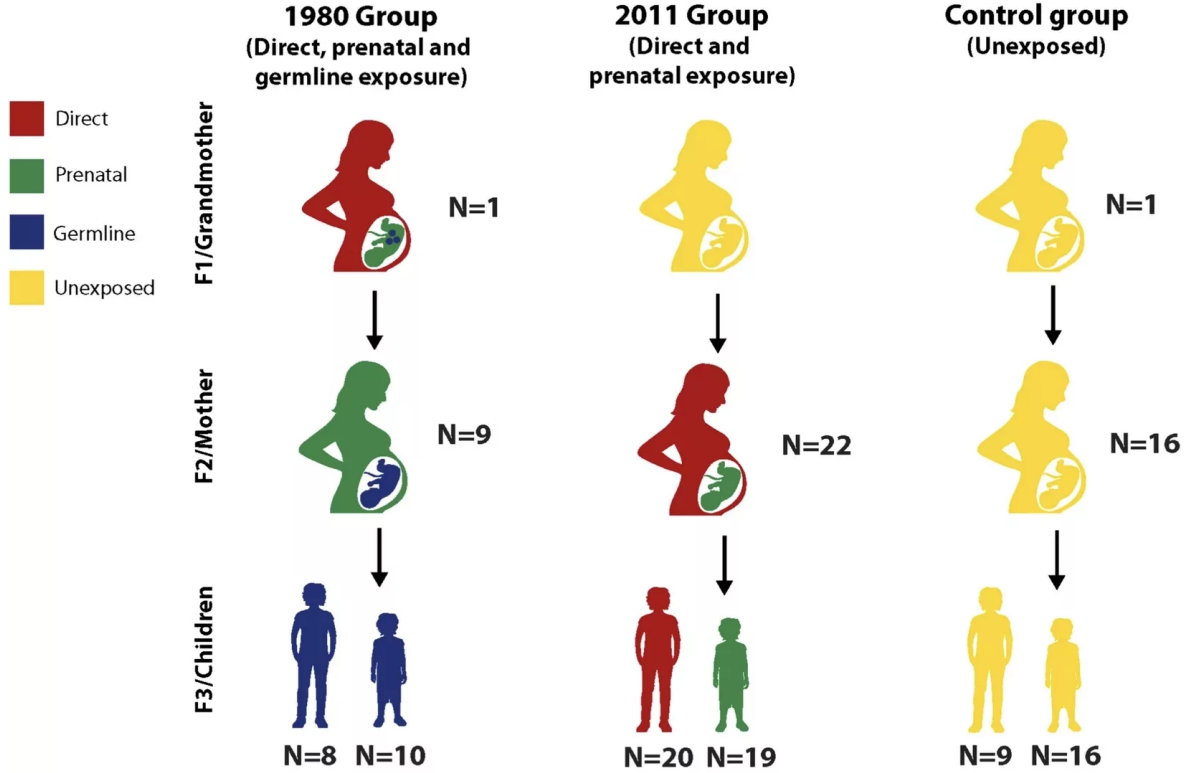 1980 Group
(Direct, prenatal and
germline exposure)
2011 Group
(Direct and
prenatal exposure)
Control group
(Unexposed)
Direct
Prenatal
Germline
Unexposed
F1/Grandmother
N=1
N=1
F2/Mother
N=9
N=22
N=16
F3/Children
N=8
N=10
N=20
N=19
N=9
N=16